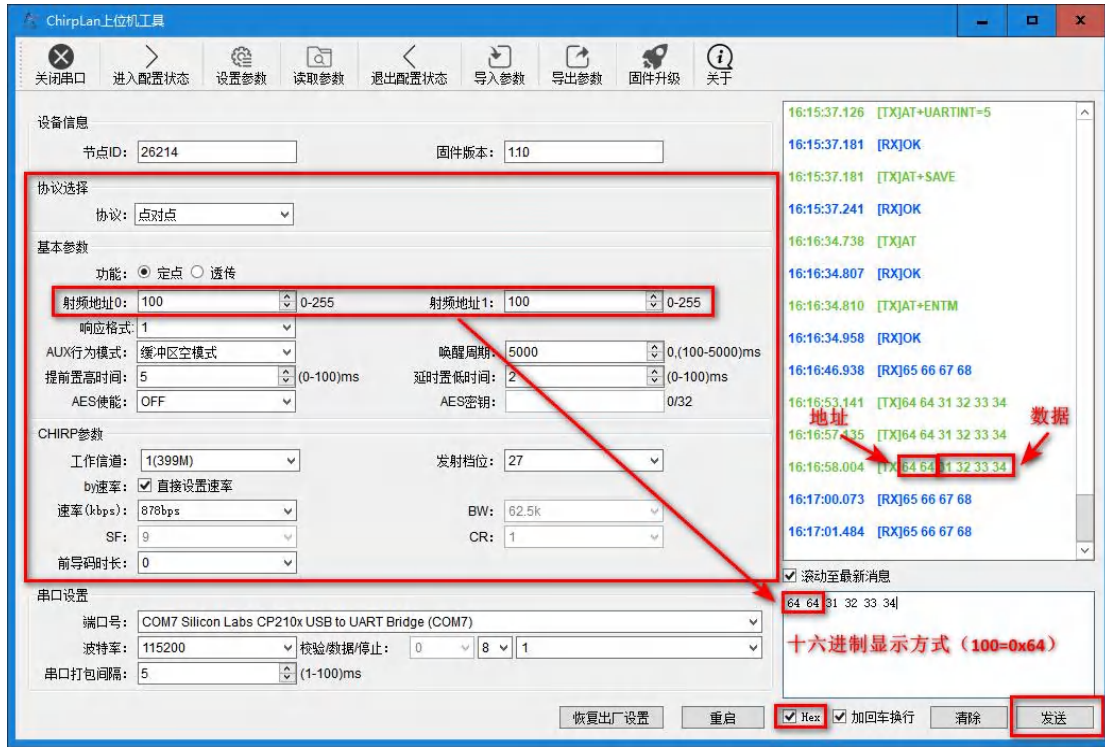 ChirpLan上位机工具
关闭串口 进入配置状态 设置参数 读取参数 退出配置状态 导入参数 导出参数 固件升级 关于
设备信息
节点ID: 26214 固件版本: 1.10
协议选择
协议: 点对点
基本参数
功能: 定点 透传
射频地址0: 100 0-255 射频地址1: 100 0-255
响应格式: 1
AUX行为模式: 缓冲区空模式 唤醒周期: 5000 0,(100-5000)ms
提前置高时间: 5 (0-100)ms 延时置低时间: 2 (0-100)ms
AES使能: OFF AES密钥: 0/32
CHIRP参数
工作信道: 1(399M) 发射档位: 27
by速率: 直接设置速率
速率(kbps): 878bps BW: 62.5k
SF: 9 CR: 1
前导码时长: 0
串口设置
端口号: COM7 Silicon Labs CP210x USB to UART Bridge (COM7)
波特率: 115200 校验/数据/停止: 0 8 1
串口打包间隔: 5 (1-100)ms
恢复出厂设置 重启
16:15:37.126 [TX]AT+UARTINT=5
16:15:37.181 [RX]OK
16:15:37.181 [TX]AT+SAVE
16:15:37.241 [RX]OK
16:16:34.738 [TX]AT
16:16:34.807 [RX]OK
16:16:34.810 [TX]AT+ENTM
16:16:34.958 [RX]OK
16:16:46.938 [RX]65 66 67 68
16:16:53.141 [TX]64 64 31 32 33 34
地址 数据
16:16:57.135 [TX]64 64 31 32 33 34
16:16:58.004 [TX]64 64 31 32 33 34
16:17:00.073 [RX]65 66 67 68
16:17:01.484 [RX]65 66 67 68
滚动至最新消息
64 64 31 32 33 34
十六进制显示方式（100=0x64）
Hex 加回车换行 清除 发送